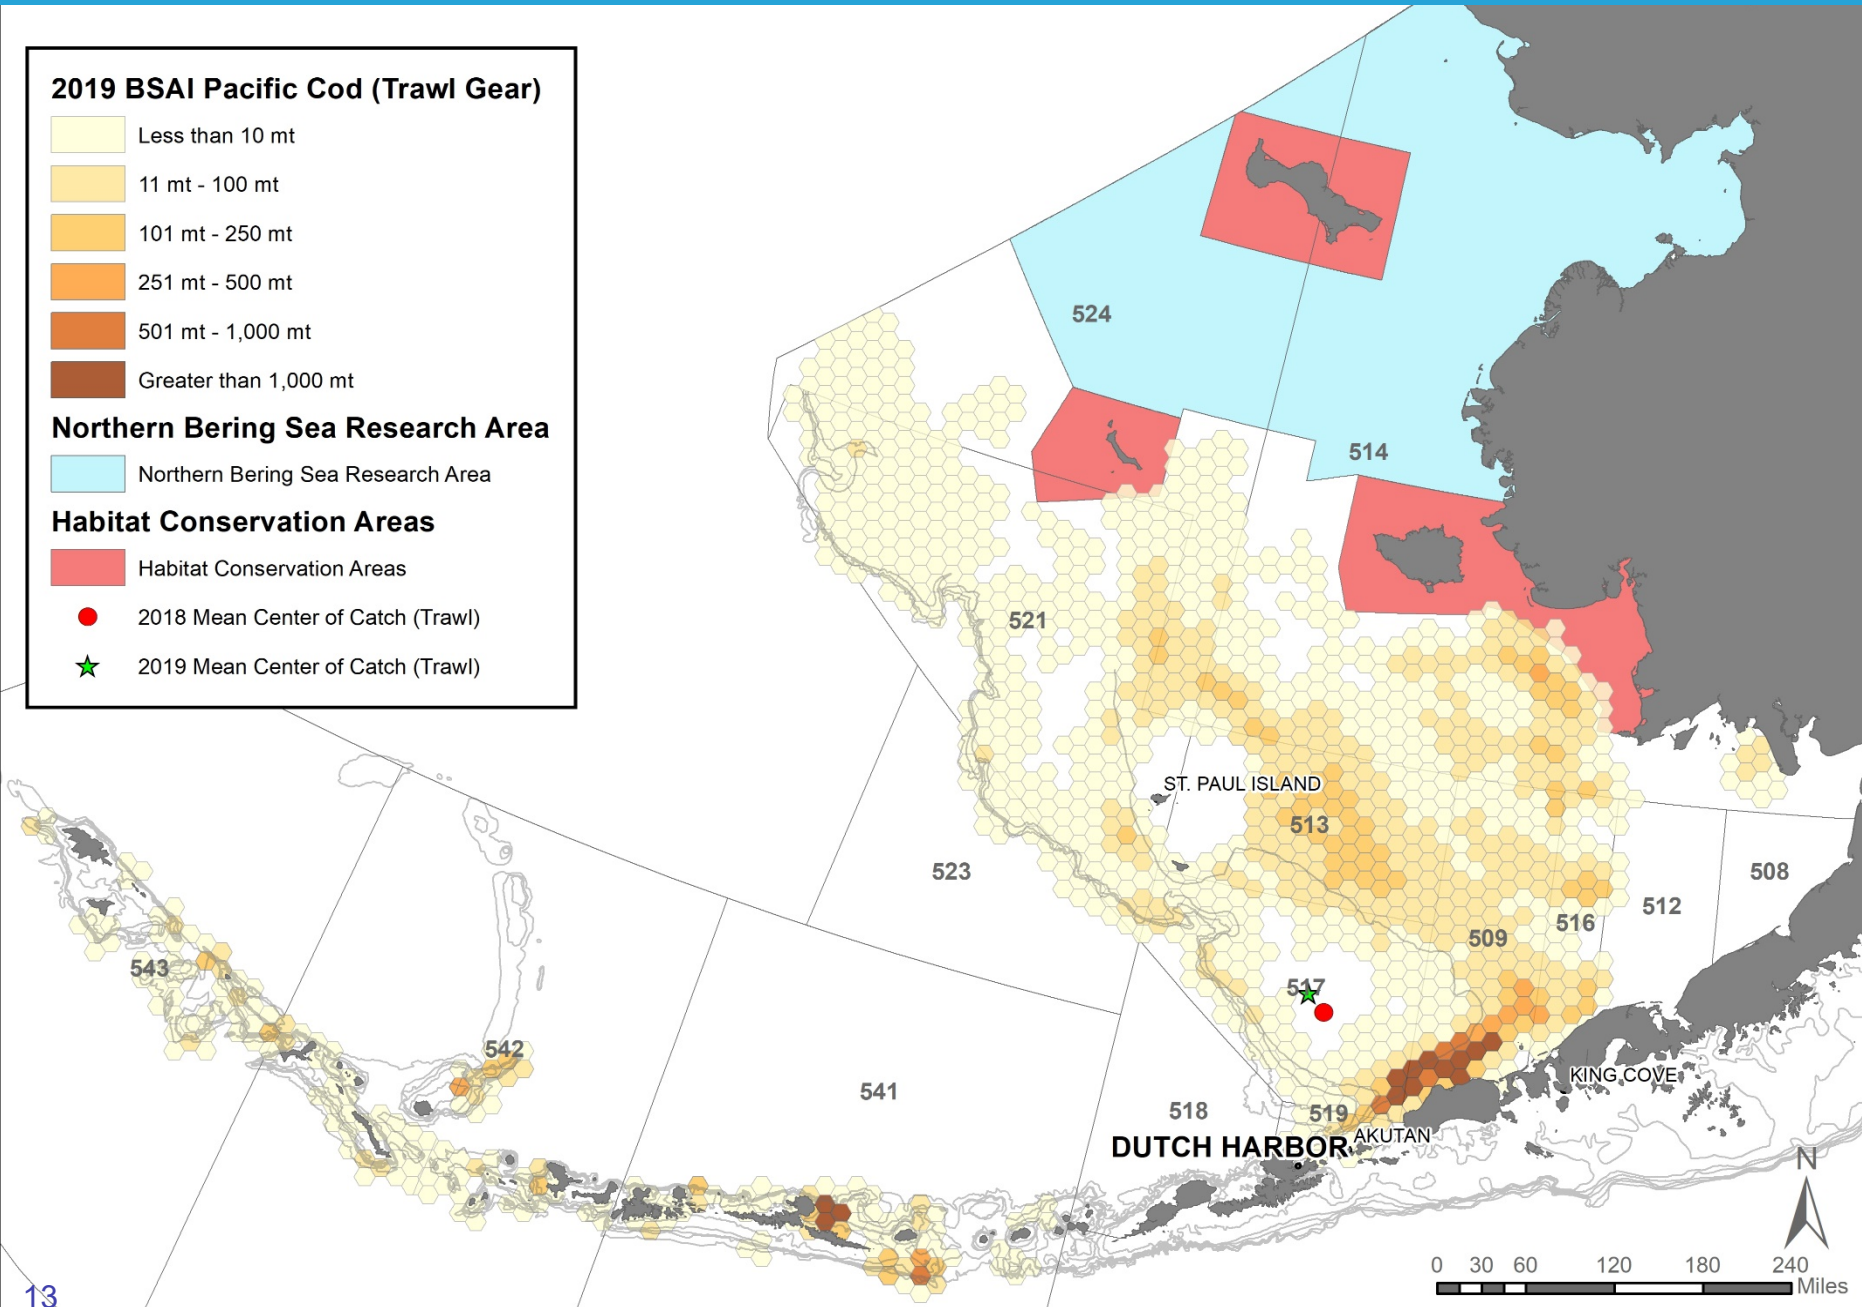 2019 BSAI Pacific Cod (Trawl Gear)
Less than 10 mt
11 mt - 100 mt
101 mt - 250 mt
251 mt - 500 mt
501 mt - 1,000 mt
Greater than 1,000 mt
Northern Bering Sea Research Area
Northern Bering Sea Research Area
Habitat Conservation Areas
Habitat Conservation Areas
2018 Mean Center of Catch (Trawl)
2019 Mean Center of Catch (Trawl)
524
514
521
ST. PAUL ISLAND
513
523
508
512
516
509
543
517
542
KING COVE
541
518
519
AKUTAN
DUTCH HARBOR
N
0 30 60 120 180 240
Miles
13